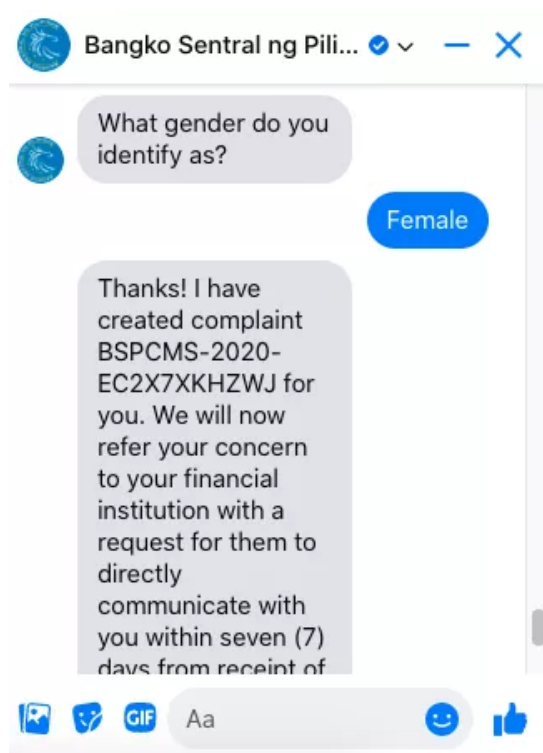 Bangko Sentral ng Pili...
What gender do you
identify as?
Female
Thanks! I have
created complaint
BSPCMS-2020-
EC2X7XKHZWJ for
you. We will now
refer your concern
to your financial
institution with a
request for them to
directly
communicate with
you within seven (7)
days from receipt of
GIF
Aa